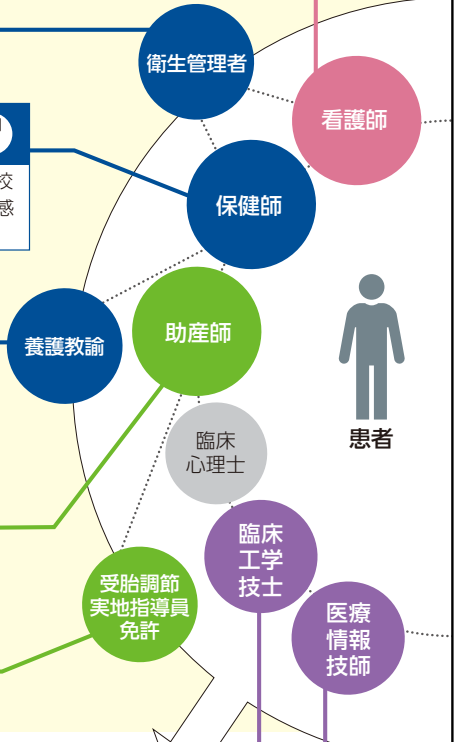 衛生管理者
看護師
校
感
保健師
助産師
養護教諭
患者
臨床
心理士
臨床
工学
技士
受胎調節
実地指導員
免許
医療
情報
技師